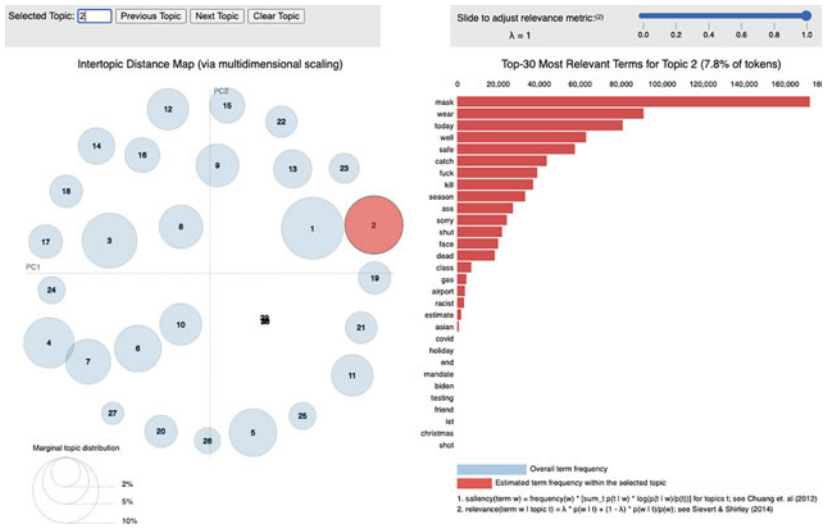 Selected Topic: 2 Previous Topic Next Topic Clear Topic
Slide to adjust relevance metric:(2)
λ = 1
0.0 0.2 0.4 0.6 0.8 1.0
Intertopic Distance Map (via multidimensional scaling)
PC2
PC1
12
15
22
14
16
9
13
23
18
17
3
8
1
2
24
19
10
4
7
6
21
11
27
20
26
5
25
Marginal topic distribution
2%
5%
10%
Top-30 Most Relevant Terms for Topic 2 (7.8% of tokens)
0 20,000 40,000 60,000 80,000 100,000 120,000 140,000 160,000
mask
wear
today
well
safe
catch
fuck
kill
season
ass
sorry
shut
face
dead
class
gas
airport
racist
estimate
asian
covid
holiday
end
mandate
biden
testing
friend
let
christmas
shot
Overall term frequency
Estimated term frequency within the selected topic
1. saliency(term w) = frequency(w) * [sum_t p(t | w) * log(p(t | w)/p(t))] for topics t; see Chuang et. al (2012)
2. relevance(term w | topic t) = λ * p(w | t) + (1 - λ) * p(w | t)/p(w); see Sievert & Shirley (2014)